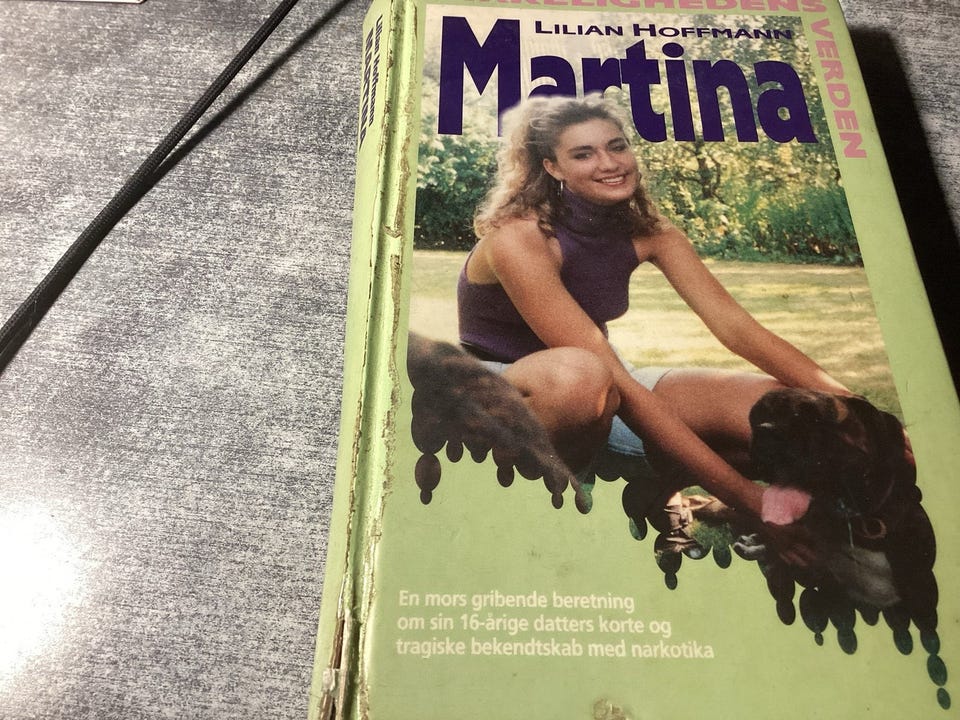 VERDEN
LILIAN HOFFMANN
Martina
En mors gribende beretning
om sin 16-årige datters korte og
tragiske bekendtskab med narkotika